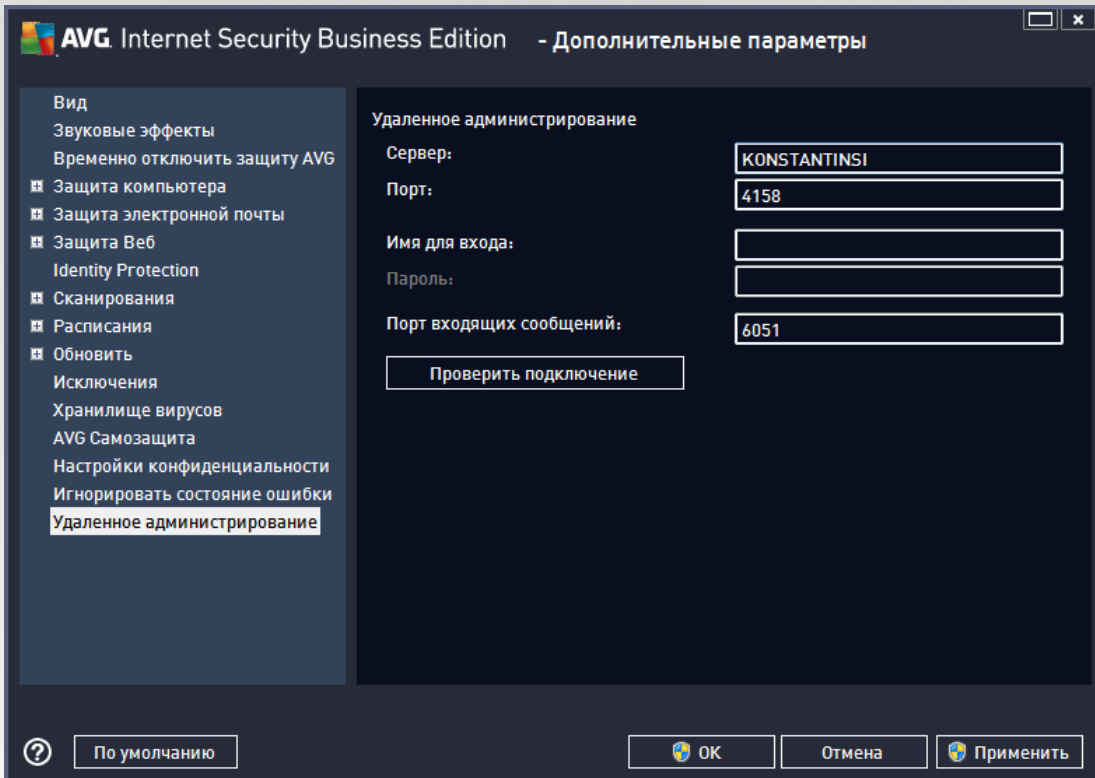 AVG. Internet Security Business Edition - Дополнительные параметры
Вид
Звуковые эффекты
Временно отключить защиту AVG
Защита компьютера
Защита электронной почты
Защита Веб
Identity Protection
Сканирования
Расписания
Обновить
Исключения
Хранилище вирусов
AVG Самозащита
Настройки конфиденциальности
Игнорировать состояние ошибки
Удаленное администрирование
Удаленное администрирование
Сервер: KONSTANTINSI
Порт: 4158
Имя для входа:
Пароль:
Порт входящих сообщений: 6051
Проверить подключение
По умолчанию
ОК
Отмена
Применить